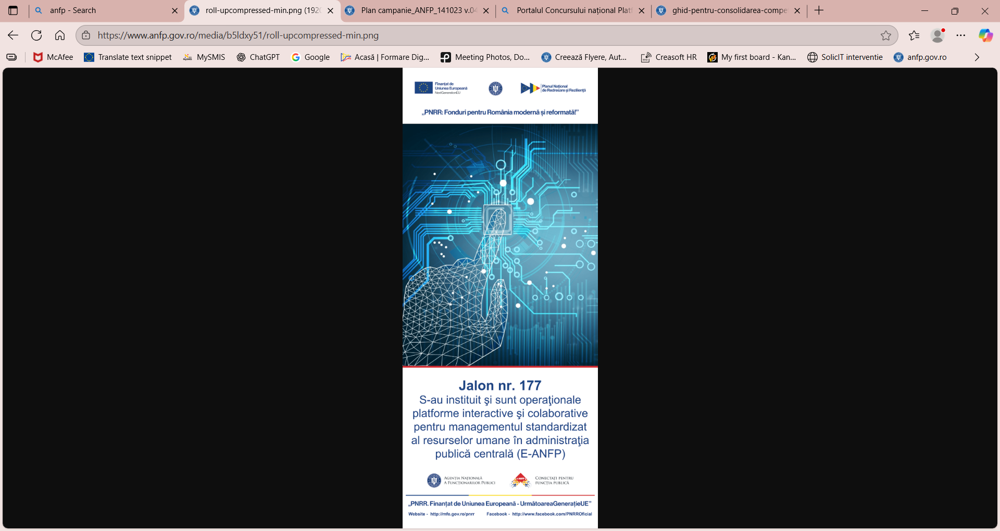 anfp - Search
roll-upcompressed-min.png (192
Plan campanie_ANFP_141023 v.04
Portalul Concursului național Plat
ghid-pentru-consolidarea-compe
https://www.anfp.gov.ro/media/b5ldxy51/roll-upcompressed-min.png
McAfee
Translate text snippet
MySMIS
ChatGPT
Google
Acasă | Formare Dig...
Meeting Photos, Do...
Creează Flyere, Aut...
Creasoft HR
My first board - Kan...
SolicIT interventie
anfp.gov.ro
Finanțat de
Uniunea Europeană
NextGenerationEU
Planul Național
de Redresare și Reziliență
„PNRR: Fonduri pentru România modernă și reformată!”
Jalon nr. 177
S-au instituit şi sunt operaţionale
platforme interactive şi colaborative
pentru managementul standardizat
al resurselor umane în administraţia
publică centrală (E-ANFP)
AGENȚIA NAȚIONALĂ
A FUNCȚIONARILOR PUBLICI
e-ANFP
CONECTAȚI PENTRU
FUNCȚIA PUBLICĂ
„PNRR. Finanțat de Uniunea Europeană - UrmătoareaGenerațieUE”
Website - http://mfe.gov.ro/pnrr Facebook - http://www.facebook.com/PNRROficial